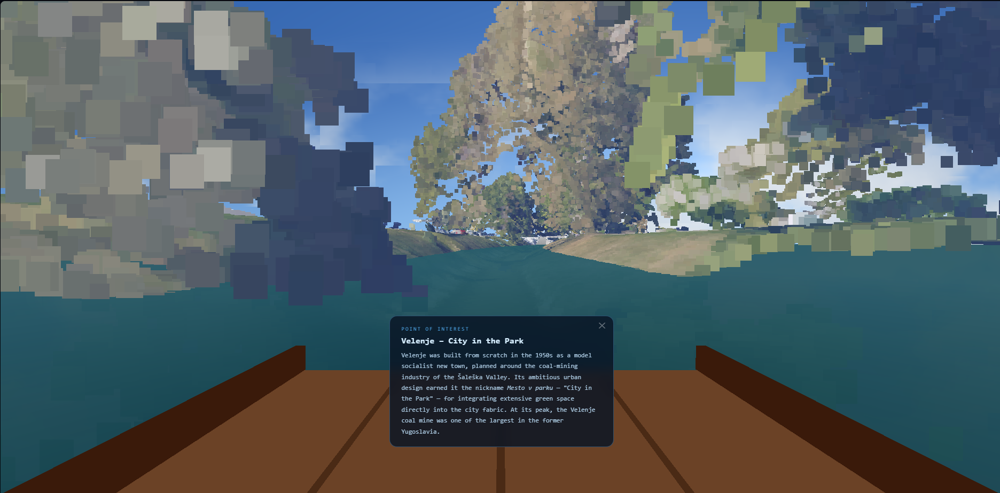 POINT OF INTEREST
Velenje – City in the Park
Velenje was built from scratch in the 1950s as a model
socialist new town, planned around the coal-mining
industry of the Šaleška Valley. Its ambitious urban
design earned it the nickname Mesto v parku — "City in
the Park" — for integrating extensive green space
directly into the city fabric. At its peak, the Velenje
coal mine was one of the largest in the former
Yugoslavia.